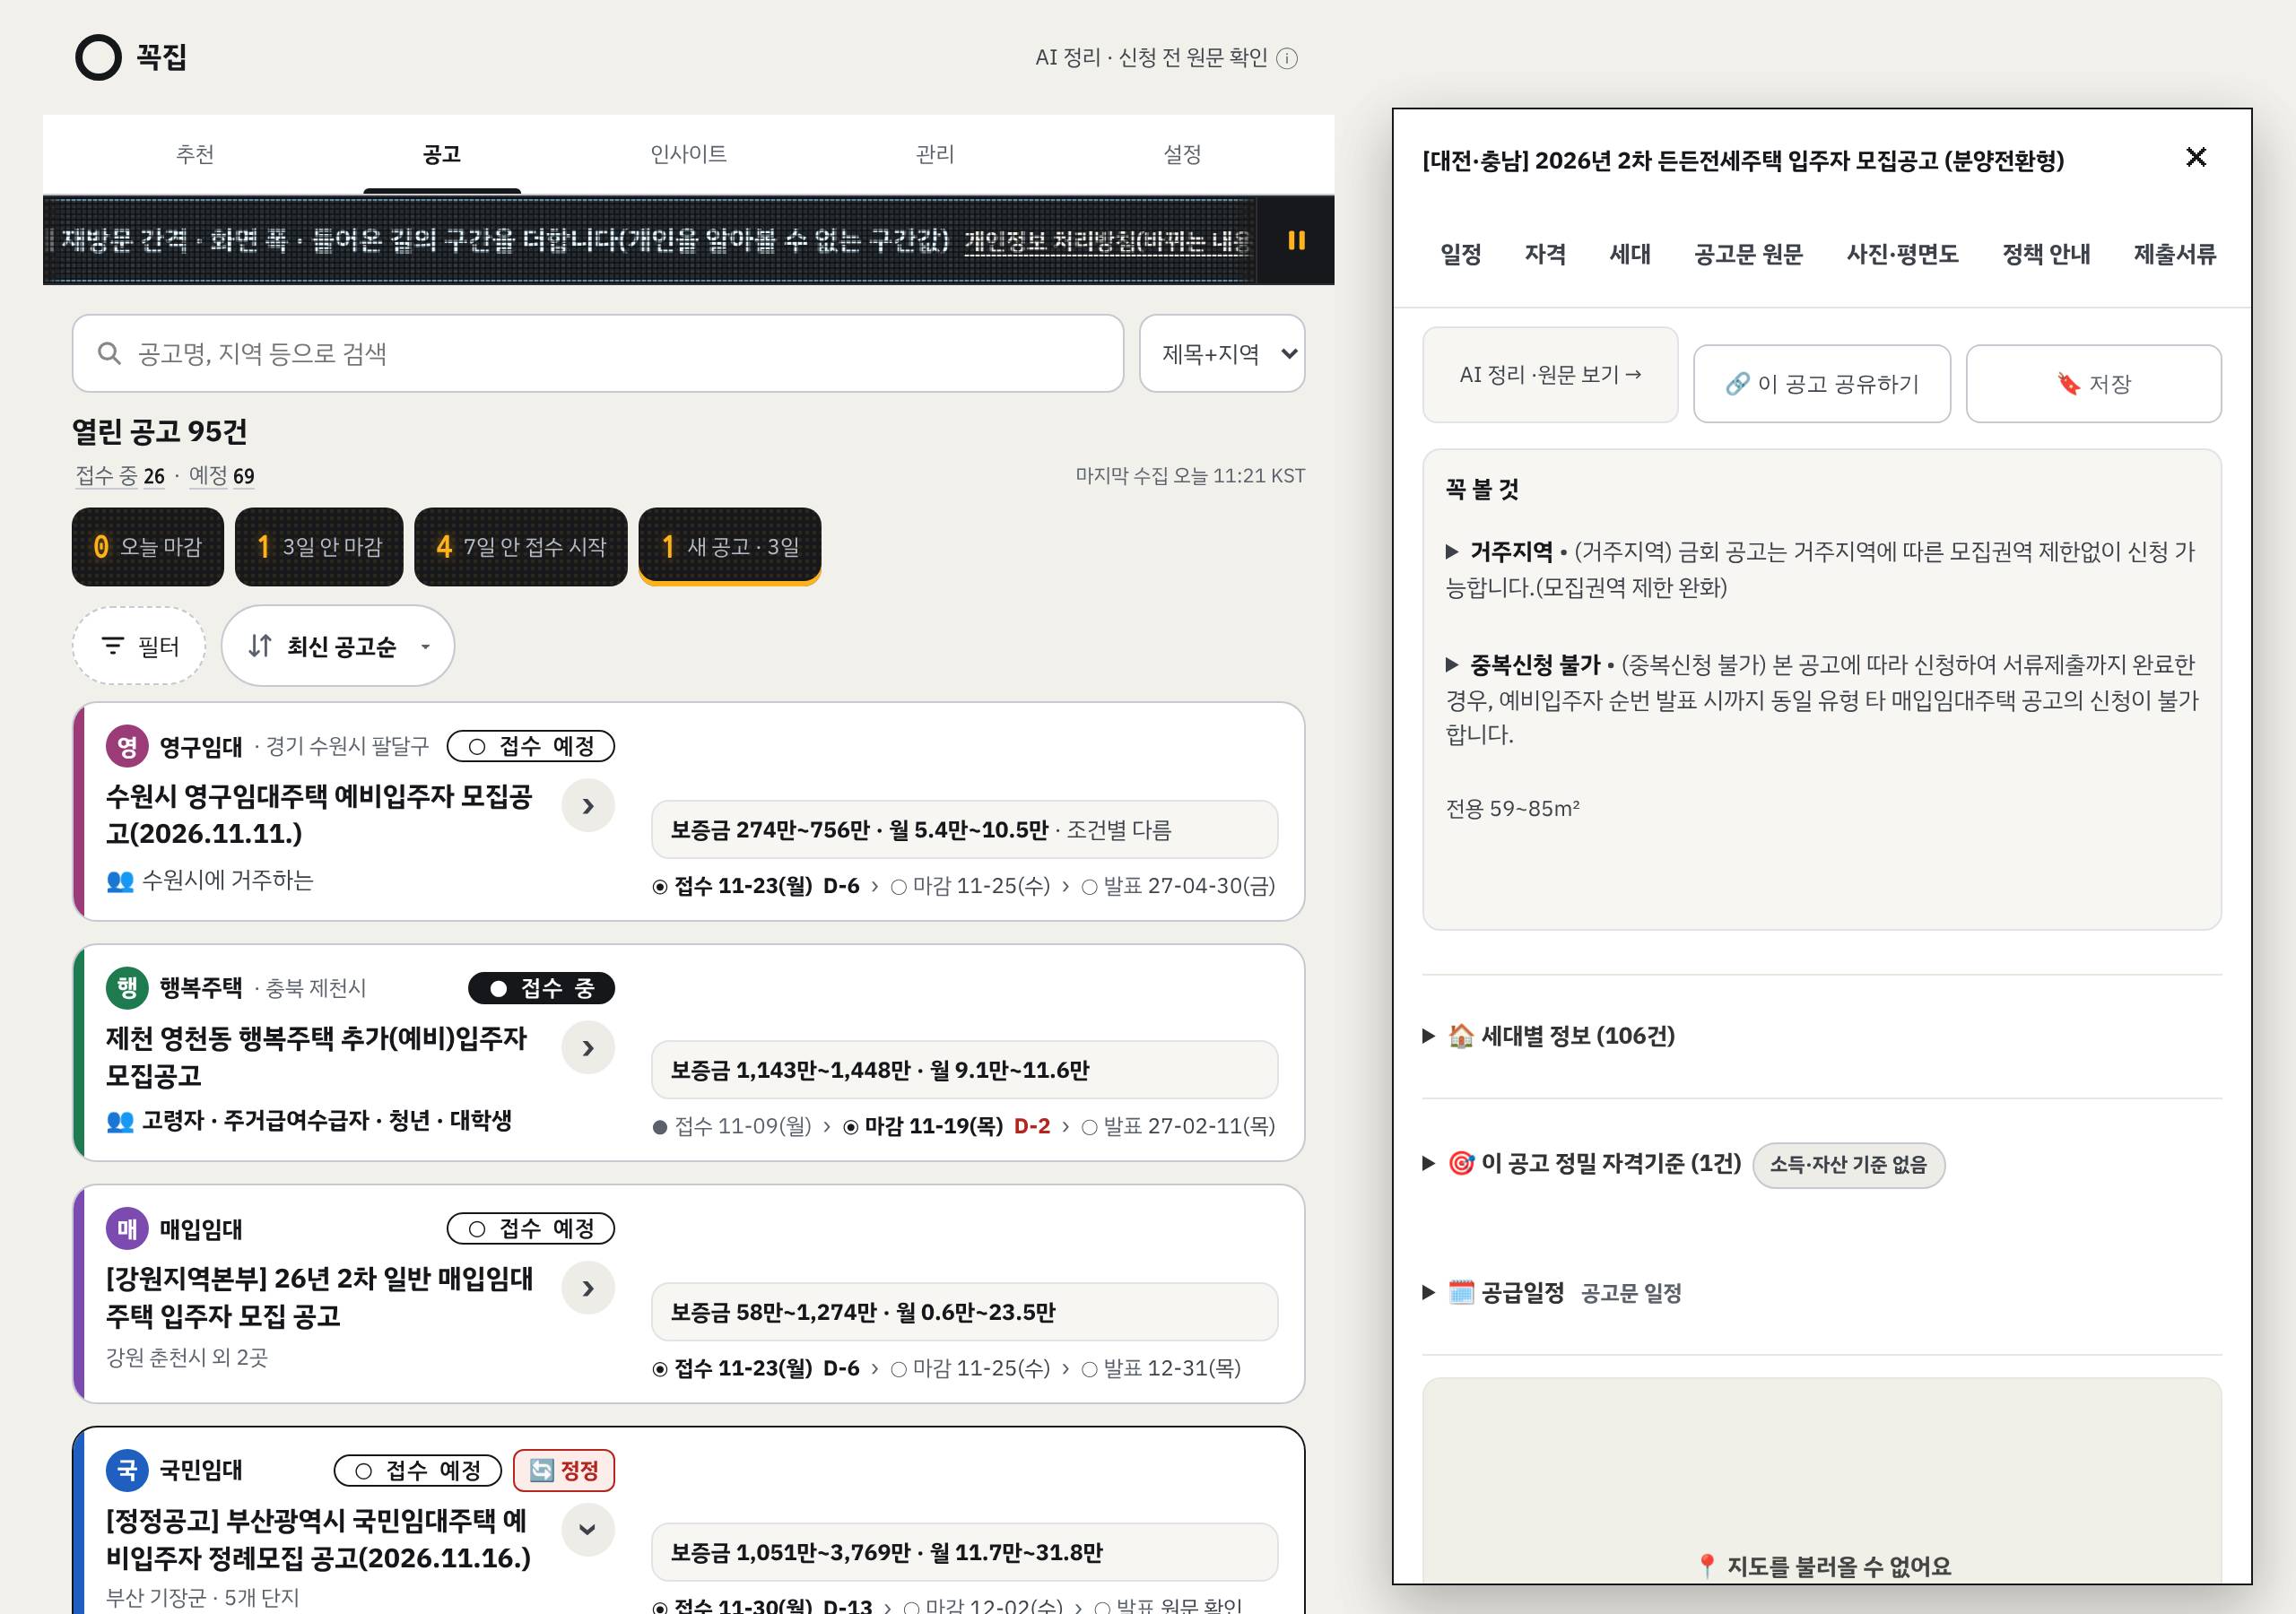 꼭집
AI 정리 · 신청 전 원문 확인 ⓘ
추천
공고
인사이트
관리
설정
재방문 간격 · 화면 폭 · 들어온 길의 구간을 더합니다(개인을 알아볼 수 없는 구간값) 개인정보 처리방침(바뀌는 내용
공고명, 지역 등으로 검색
제목+지역
열린 공고 95건
접수 중 26 · 예정 69
마지막 수집 오늘 11:21 KST
0 오늘 마감
1 3일 안 마감
4 7일 안 접수 시작
1 새 공고 · 3일
필터
최신 공고순
영 영구임대 · 경기 수원시 팔달구 ○ 접수 예정
수원시 영구임대주택 예비입주자 모집공
고(2026.11.11.)
👥 수원시에 거주하는
보증금 274만~756만 · 월 5.4만~10.5만 · 조건별 다름
◉ 접수 11-23(월) D-6 › ○ 마감 11-25(수) › ○ 발표 27-04-30(금)
행 행복주택 · 충북 제천시 ● 접수 중
제천 영천동 행복주택 추가(예비)입주자
모집공고
👥 고령자 · 주거급여수급자 · 청년 · 대학생
보증금 1,143만~1,448만 · 월 9.1만~11.6만
● 접수 11-09(월) › ◉ 마감 11-19(목) D-2 › ○ 발표 27-02-11(목)
매 매입임대 ○ 접수 예정
[강원지역본부] 26년 2차 일반 매입임대
주택 입주자 모집 공고
강원 춘천시 외 2곳
보증금 58만~1,274만 · 월 0.6만~23.5만
◉ 접수 11-23(월) D-6 › ○ 마감 11-25(수) › ○ 발표 12-31(목)
국 국민임대 ○ 접수 예정 🔄 정정
[정정공고] 부산광역시 국민임대주택 예
비입주자 정례모집 공고(2026.11.16.)
부산 기장군 · 5개 단지
보증금 1,051만~3,769만 · 월 11.7만~31.8만
◉ 접수 11-30(월) D-13 › ○ 마감 12-02(수) › ○ 발표 원문 확인
[대전·충남] 2026년 2차 든든전세주택 입주자 모집공고 (분양전환형) ✕
일정
자격
세대
공고문 원문
사진·평면도
정책 안내
제출서류
AI 정리 ·원문 보기 →
🔗 이 공고 공유하기
🔖 저장
꼭 볼 것
▶ 거주지역 • (거주지역) 금회 공고는 거주지역에 따른 모집권역 제한없이 신청 가
능합니다.(모집권역 제한 완화)
▶ 중복신청 불가 • (중복신청 불가) 본 공고에 따라 신청하여 서류제출까지 완료한
경우, 예비입주자 순번 발표 시까지 동일 유형 타 매입임대주택 공고의 신청이 불가
합니다.
전용 59~85m²
▶ 🏠 세대별 정보 (106건)
▶ 🎯 이 공고 정밀 자격기준 (1건) 소득·자산 기준 없음
▶ 🗓️ 공급일정 공고문 일정
📍 지도를 불러올 수 없어요